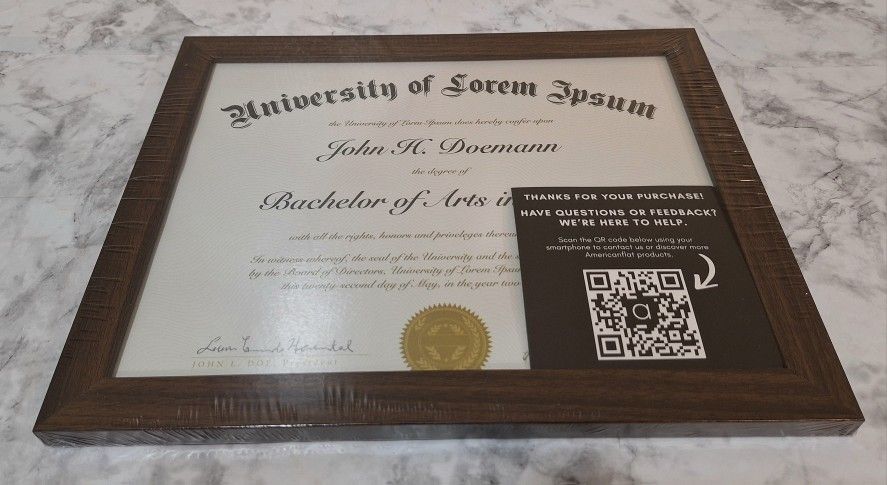 University of Lorem Ipsum
the University of Lorem Ipsum does hereby confer upon
John H. Doemann
the degree of
Bachelor of Arts in
with all the rights, honors and priveleges
In witness whereof, the seal of the University and the
by the Board of Directors, University of Lorem Ipsum
this twenty-second day of May, in the year two
JOHN E. DOE, President
THANKS FOR YOUR PURCHASE!
HAVE QUESTIONS OR FEEDBACK?
WE'RE HERE TO HELP.
Scan the QR code below using your
smartphone to contact us or discover more
Americanflat products.
a